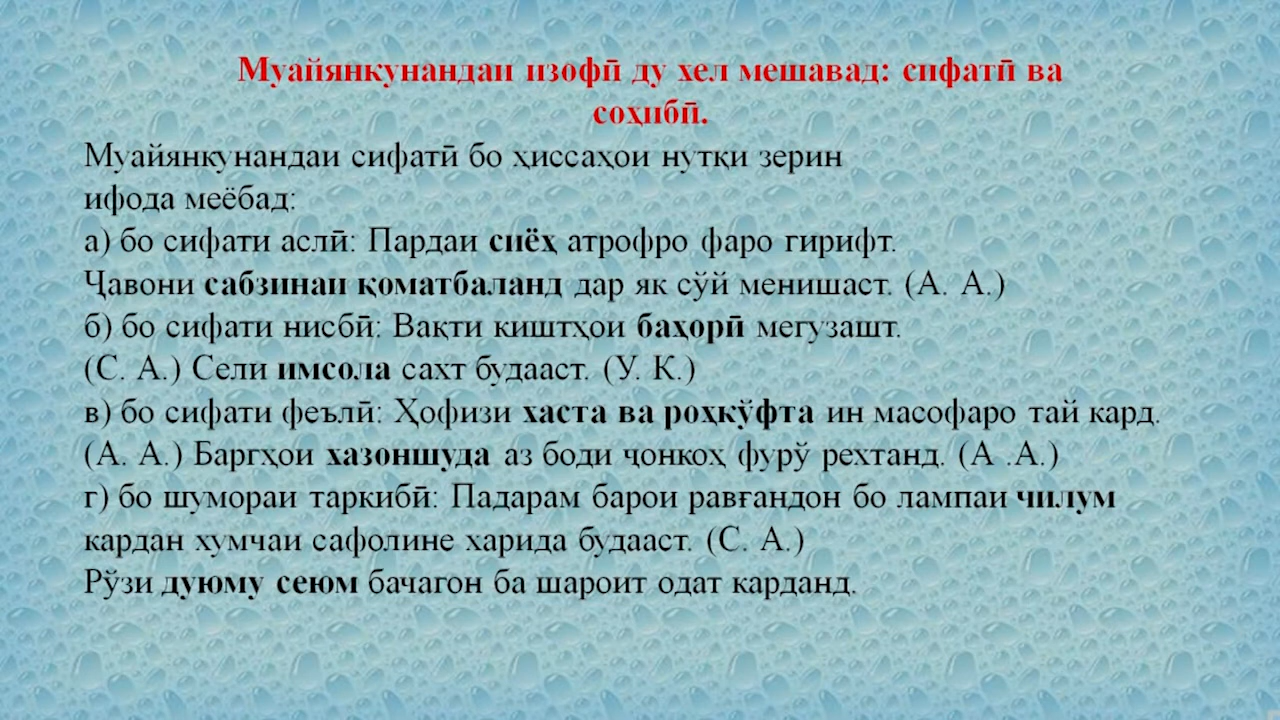 Муайянкунандаи изофӣ ду хел мешавад: сифатӣ ва
соҳибӣ.
Муайянкунандаи сифатӣ бо ҳиссаҳои нутқи зерин
ифода меёбад:
а) бо сифати аслӣ: Пардаи сиёҳ атрофро фаро гирифт.
Ҷавони сабзинаи қоматбаланд дар як сӯй менишаст. (А. А.)
б) бо сифати нисбӣ: Вақти киштҳои баҳорӣ мегузашт.
(С. А.) Сели имсола сахт будааст. (У. К.)
в) бо сифати феълӣ: Ҳофизи хаста ва роҳкӯфта ин масофаро тай кард.
(А. А.) Баргҳои хазоншуда аз боди ҷонкоҳ фурӯ рехтанд. (А .А.)
г) бо шумораи таркибӣ: Падарам барои равғандон бо лампаи чилум
кардан хумчаи сафолине харида будааст. (С. А.)
Рӯзи дуюму сеюм бачагон ба шароит одат карданд.